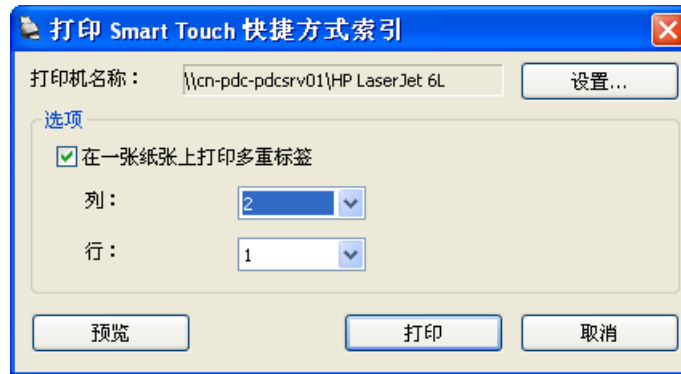 打印 Smart Touch 快捷方式索引
打印机名称： \\cn-pdc-pdcsrv01\HP LaserJet 6L 设置...
选项
在一张纸张上打印多重标签
列： 2
行： 1
预览 打印 取消